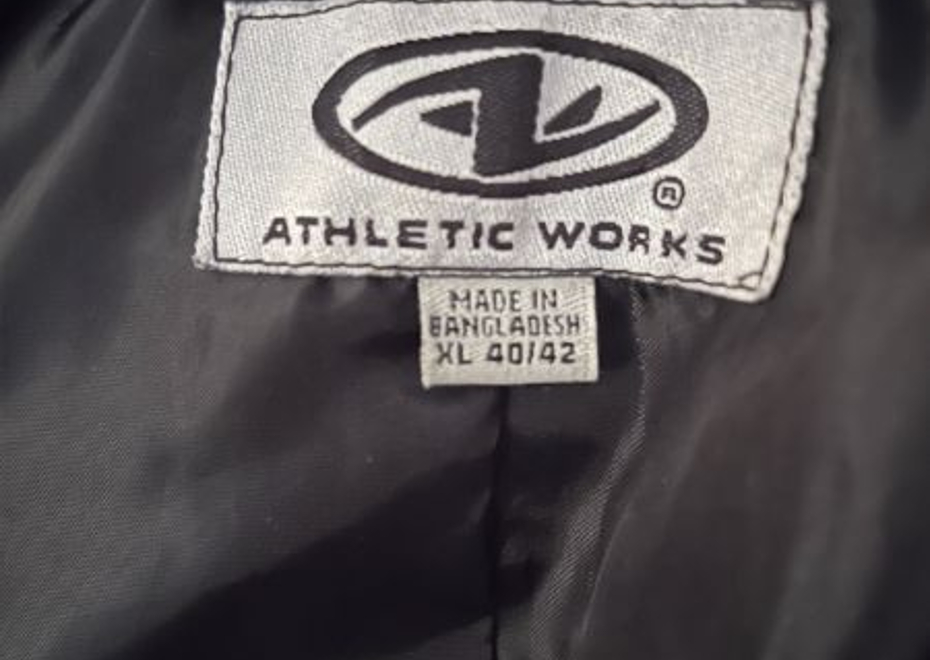 ®
ATHLETIC WORKS
MADE IN
BANGLADESH
XL 40/42